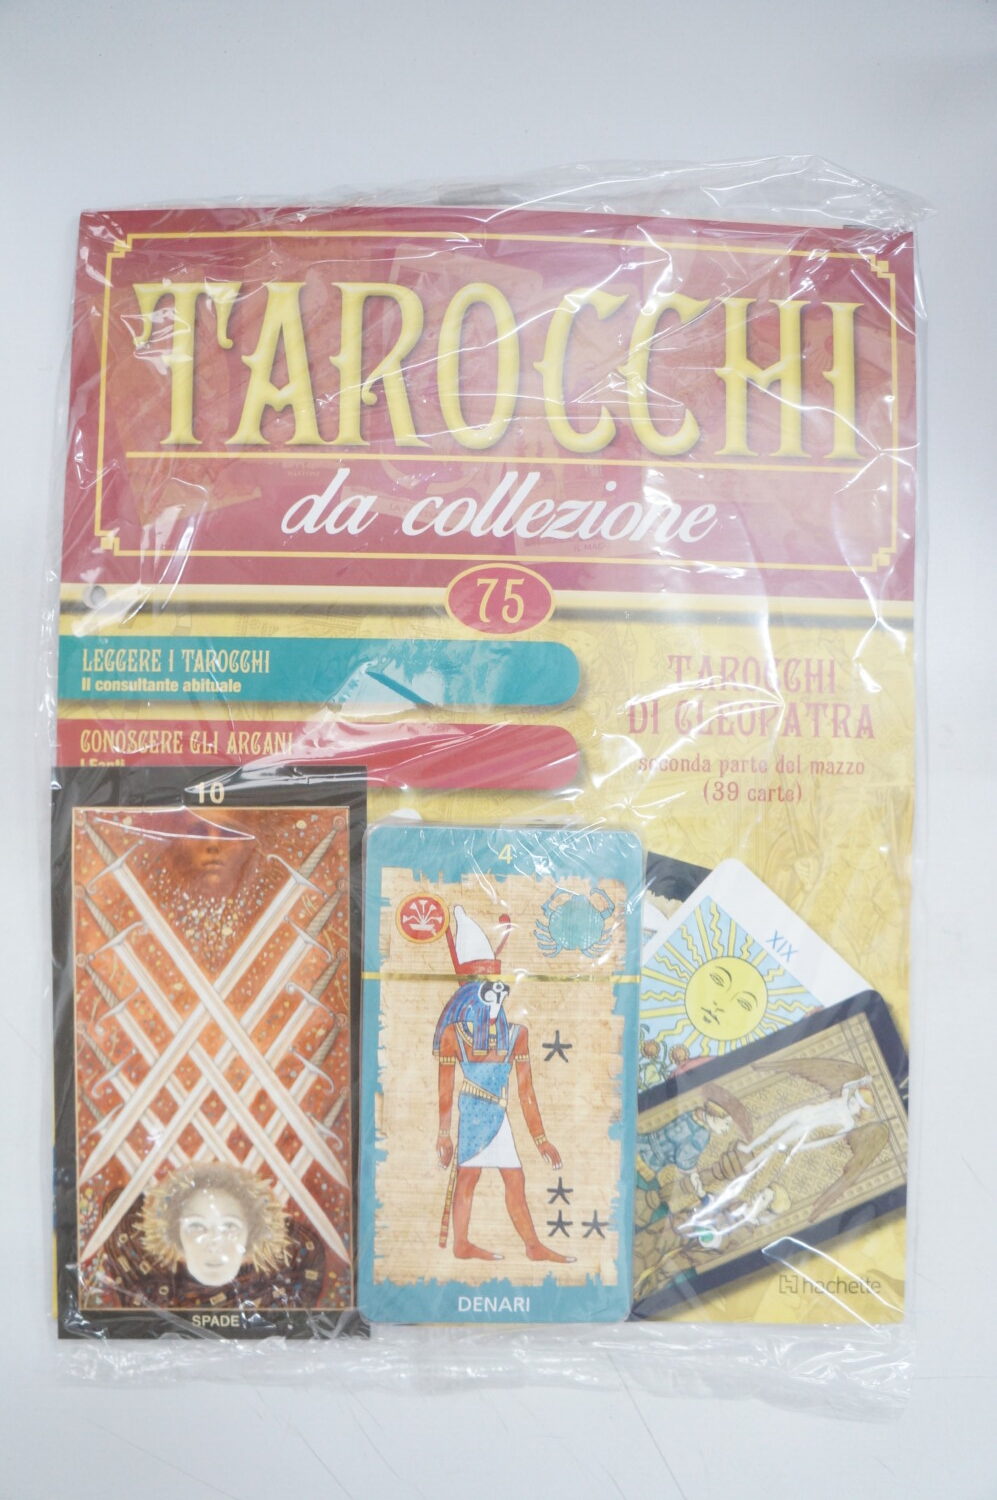 TAROCCHI
da collezione
75
LEGGERE I TAROCCHI
Il consultante abituale
CONOSCERE GLI ARCANI
I Fanti
TAROCCHI
DI CLEOPATRA
seconda parte del mazzo
(39 carte)
10
SPADE
4
DENARI
XIX
hachette